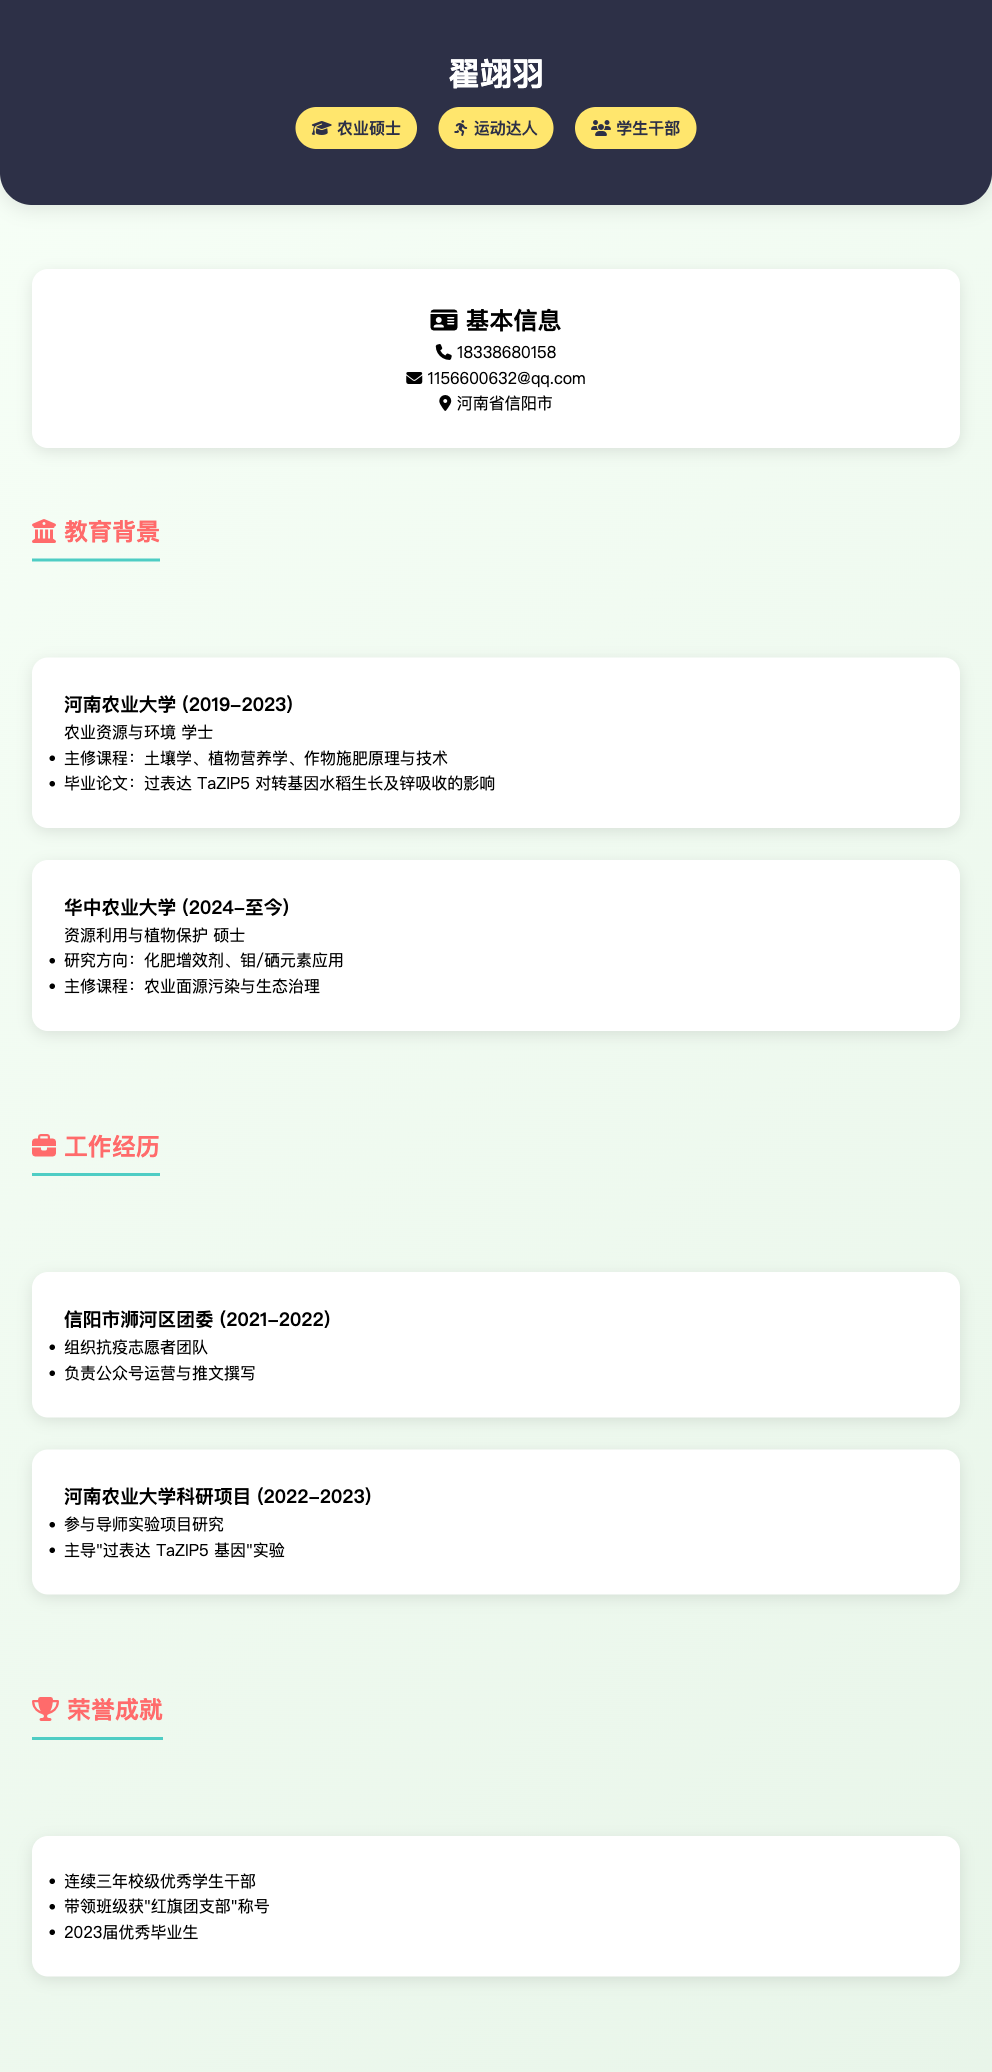 翟翊羽
农业硕士 运动达人 学生干部
基本信息
18338680158
1156600632@qq.com
河南省信阳市
教育背景
河南农业大学 (2019-2023)
农业资源与环境 学士
• 主修课程：土壤学、植物营养学、作物施肥原理与技术
• 毕业论文：过表达 TaZIP5 对转基因水稻生长及锌吸收的影响
华中农业大学 (2024-至今)
资源利用与植物保护 硕士
• 研究方向：化肥增效剂、钼/硒元素应用
• 主修课程：农业面源污染与生态治理
工作经历
信阳市浉河区团委 (2021-2022)
• 组织抗疫志愿者团队
• 负责公众号运营与推文撰写
河南农业大学科研项目 (2022-2023)
• 参与导师实验项目研究
• 主导"过表达 TaZIP5 基因"实验
荣誉成就
• 连续三年校级优秀学生干部
• 带领班级获"红旗团支部"称号
• 2023届优秀毕业生